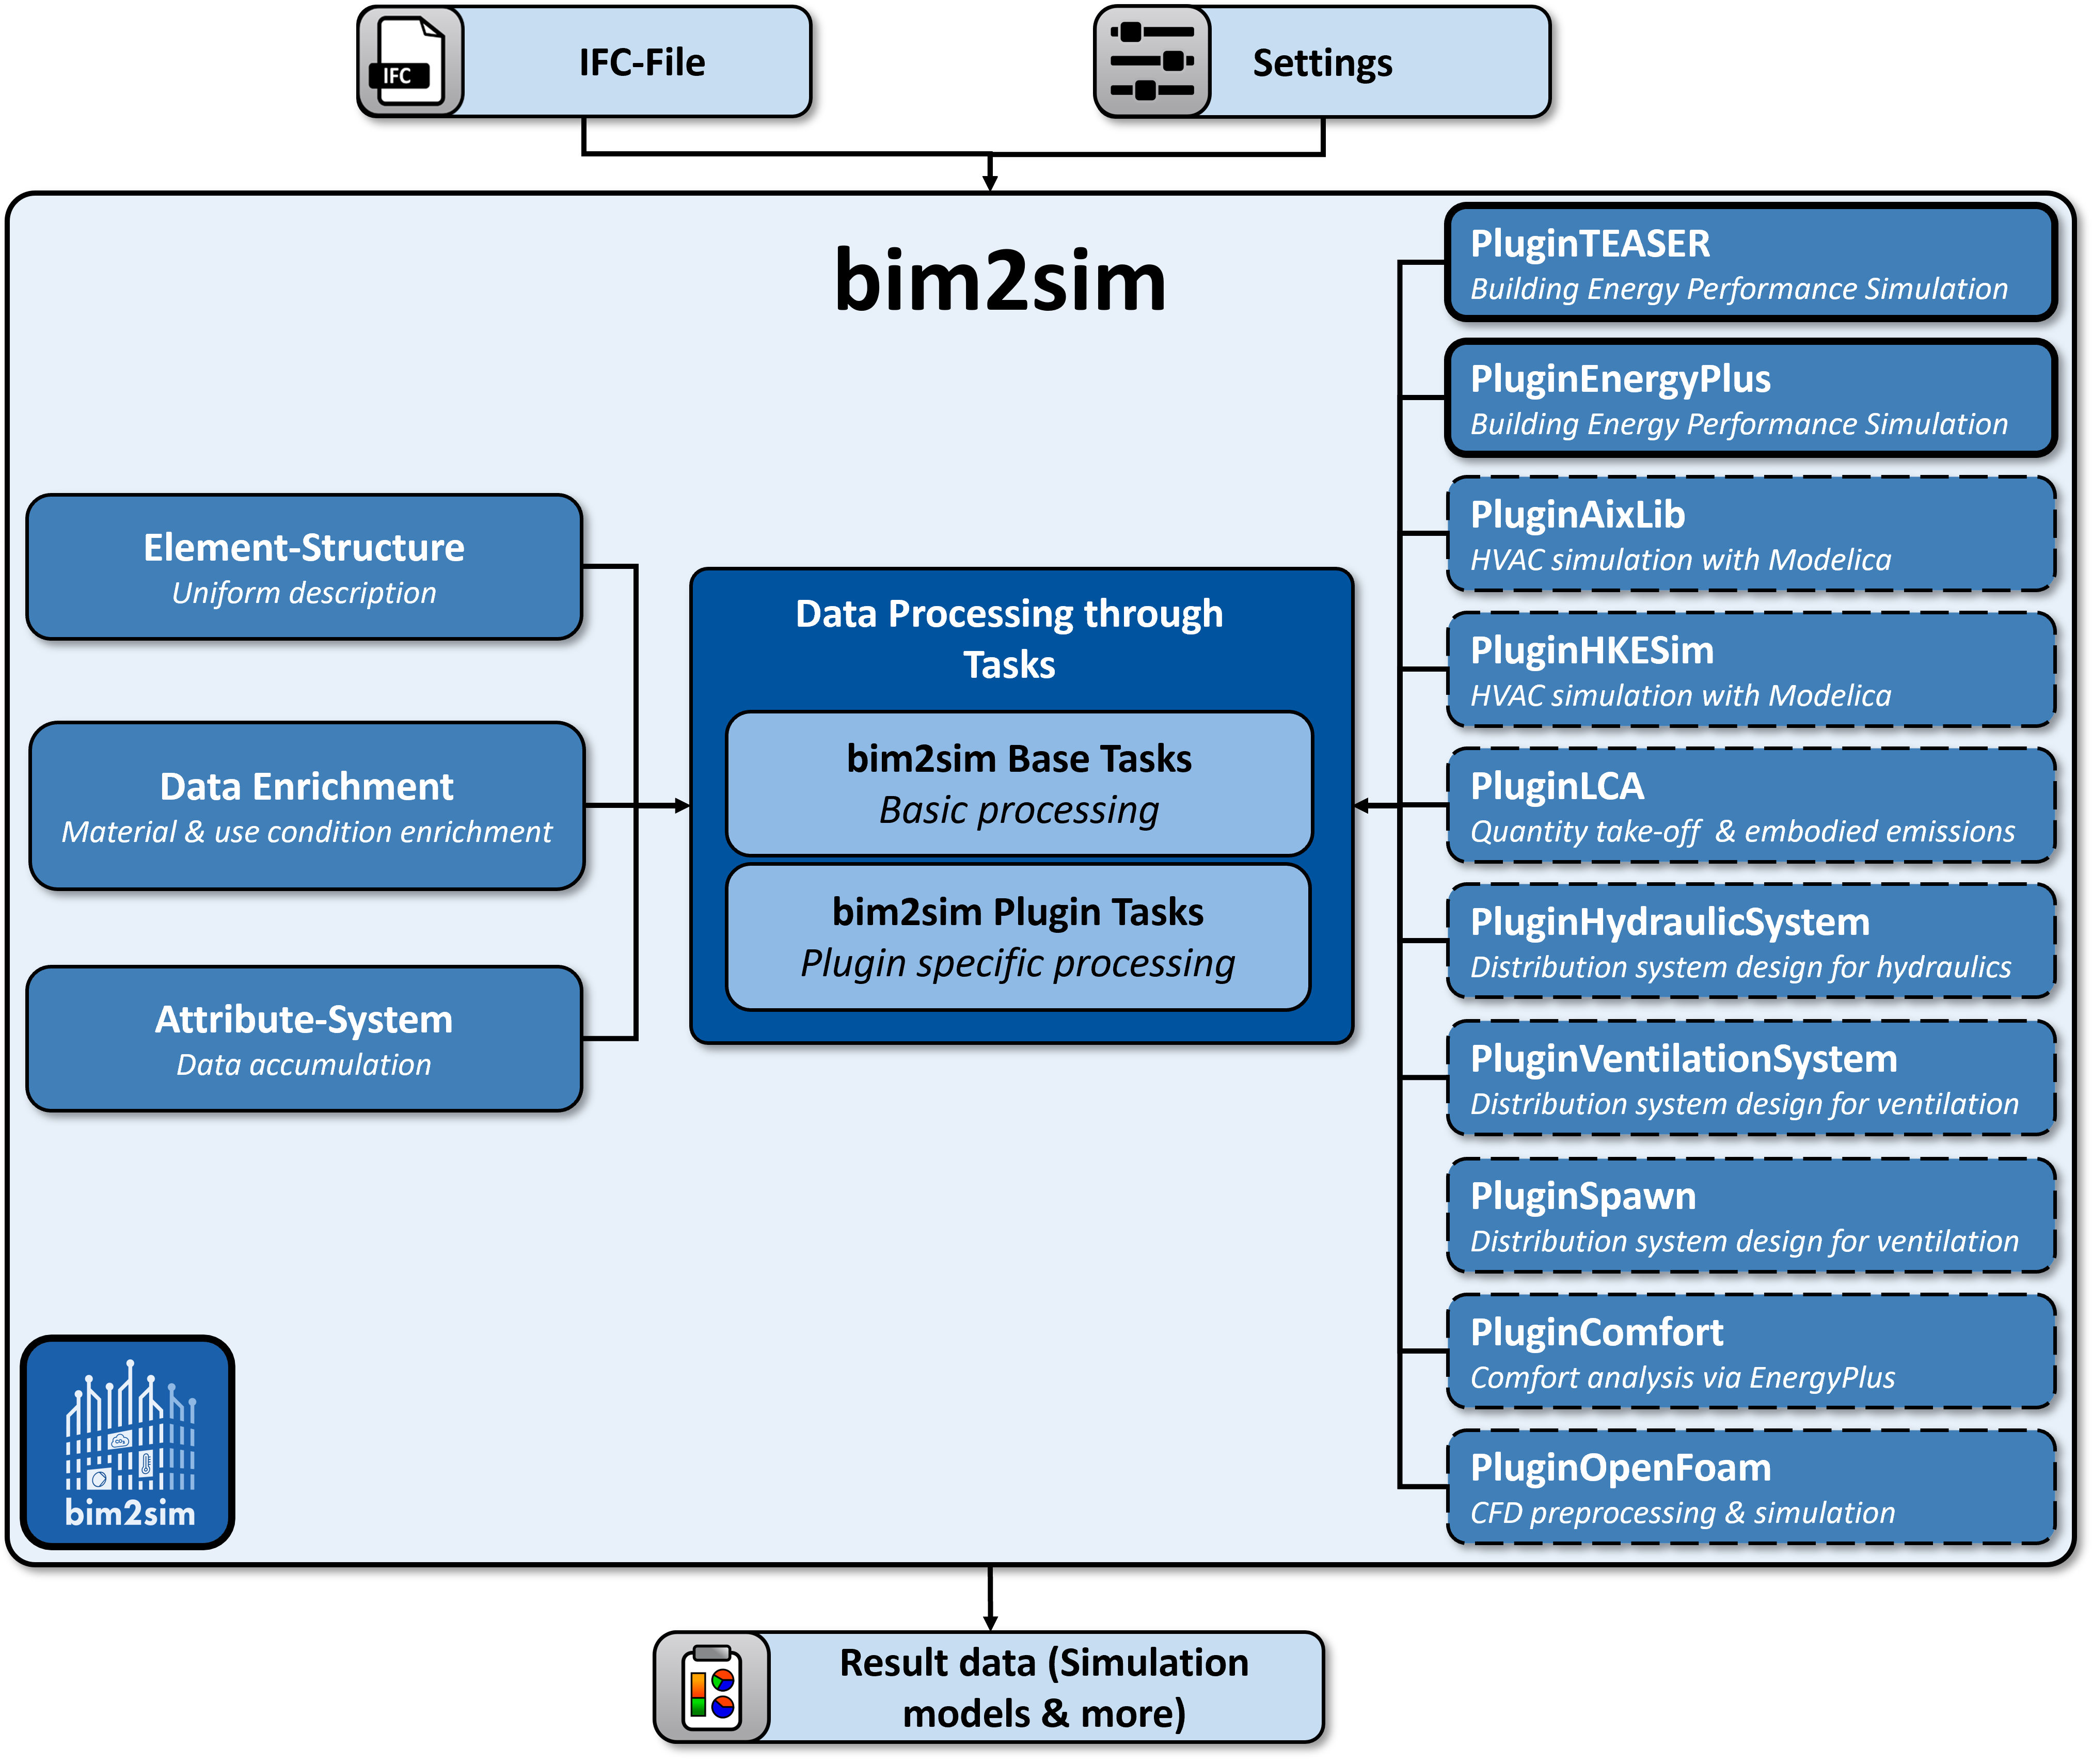 IFC
IFC-File
Settings
bim2sim
Element-Structure
Uniform description
Data Enrichment
Material & use condition enrichment
Attribute-System
Data accumulation
Data Processing through
Tasks
bim2sim Base Tasks
Basic processing
bim2sim Plugin Tasks
Plugin specific processing
PluginTEASER
Building Energy Performance Simulation
PluginEnergyPlus
Building Energy Performance Simulation
PluginAixLib
HVAC simulation with Modelica
PluginHKESim
HVAC simulation with Modelica
PluginLCA
Quantity take-off & embodied emissions
PluginHydraulicSystem
Distribution system design for hydraulics
PluginVentilationSystem
Distribution system design for ventilation
PluginSpawn
Distribution system design for ventilation
PluginComfort
Comfort analysis via EnergyPlus
PluginOpenFoam
CFD preprocessing & simulation
bim2sim
Result data (Simulation
models & more)